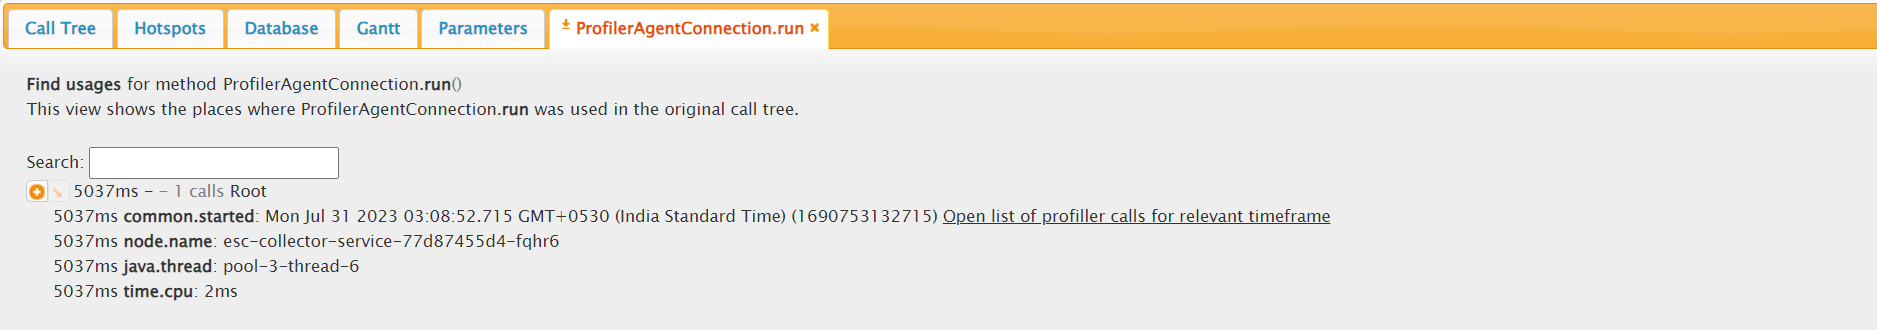 Call Tree Hotspots Database Gantt Parameters ProfilerAgentConnection.run
Find usages for method ProfilerAgentConnection.run()
This view shows the places where ProfilerAgentConnection.run was used in the original call tree.
Search:
5037ms - - 1 calls Root
5037ms common.started: Mon Jul 31 2023 03:08:52.715 GMT+0530 (India Standard Time) (1690753132715) Open list of profiller calls for relevant timeframe
5037ms node.name: esc-collector-service-77d87455d4-fqhr6
5037ms java.thread: pool-3-thread-6
5037ms time.cpu: 2ms